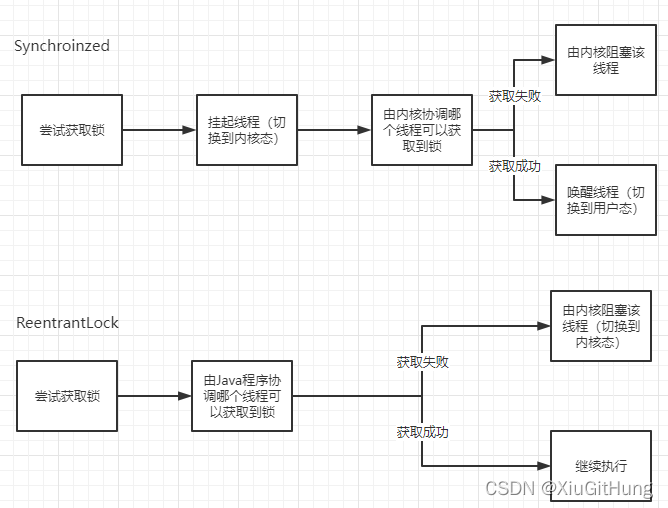 Synchroinzed
尝试获取锁
挂起线程（切
换到内核态）
由内核协调哪
个线程可以获
取到锁
获取失败
由内核阻塞该
线程
获取成功
唤醒线程（切
换到用户态）
ReentrantLock
尝试获取锁
由Java程序协
调哪个线程可
以获取到锁
获取失败
由内核阻塞该
线程（切换到
内核态）
获取成功
继续执行
CSDN @XiuGitHung